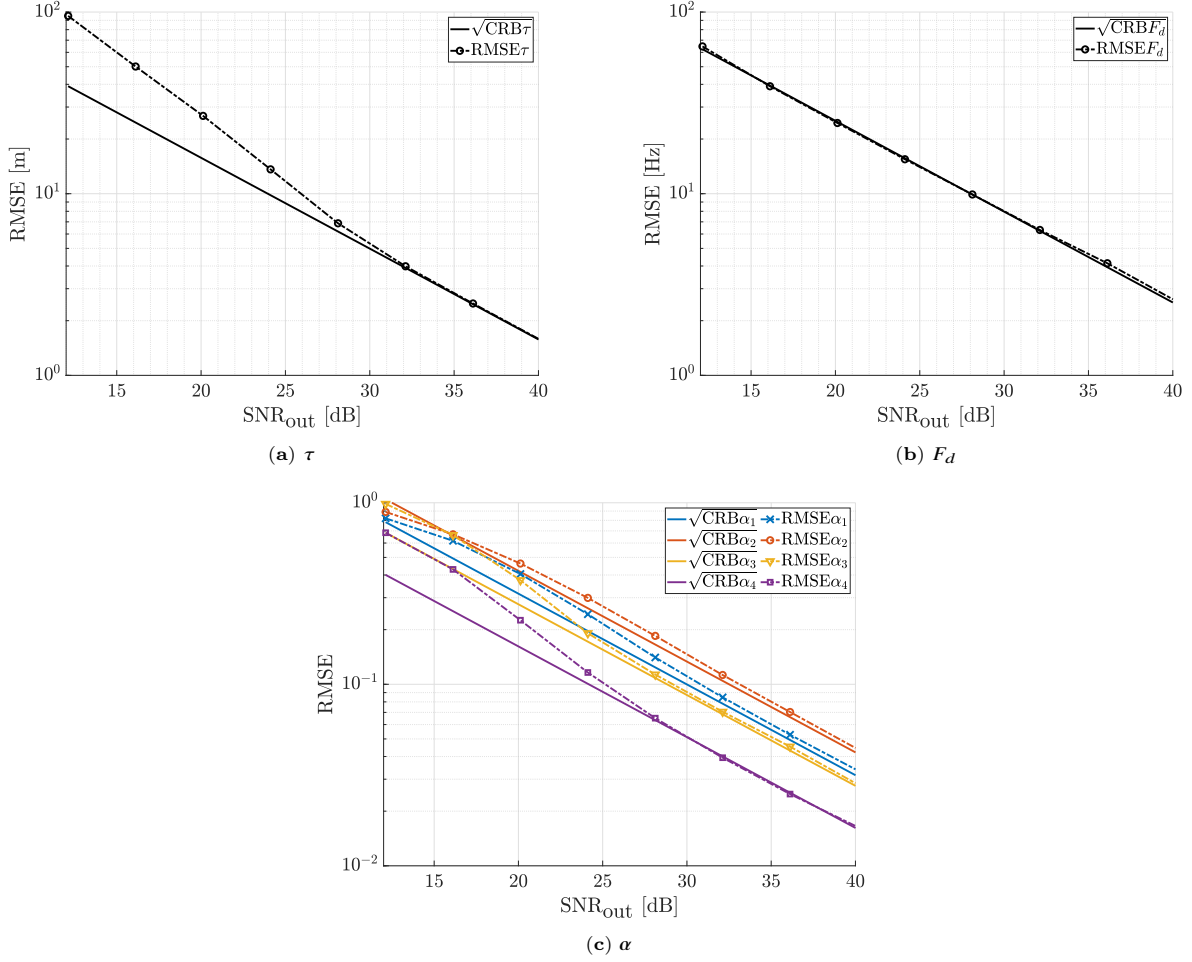 10^2
10^1
10^0
RMSE [m]
√CRBτ
RMSEτ
15 20 25 30 35 40
SNR_out [dB]
(a) τ
10^2
10^1
10^0
RMSE [Hz]
√CRBF_d
RMSEF_d
15 20 25 30 35 40
SNR_out [dB]
(b) F_d
10^0
10^-1
10^-2
RMSE
√CRBα_1 RMSEα_1
√CRBα_2 RMSEα_2
√CRBα_3 RMSEα_3
√CRBα_4 RMSEα_4
15 20 25 30 35 40
SNR_out [dB]
(c) α